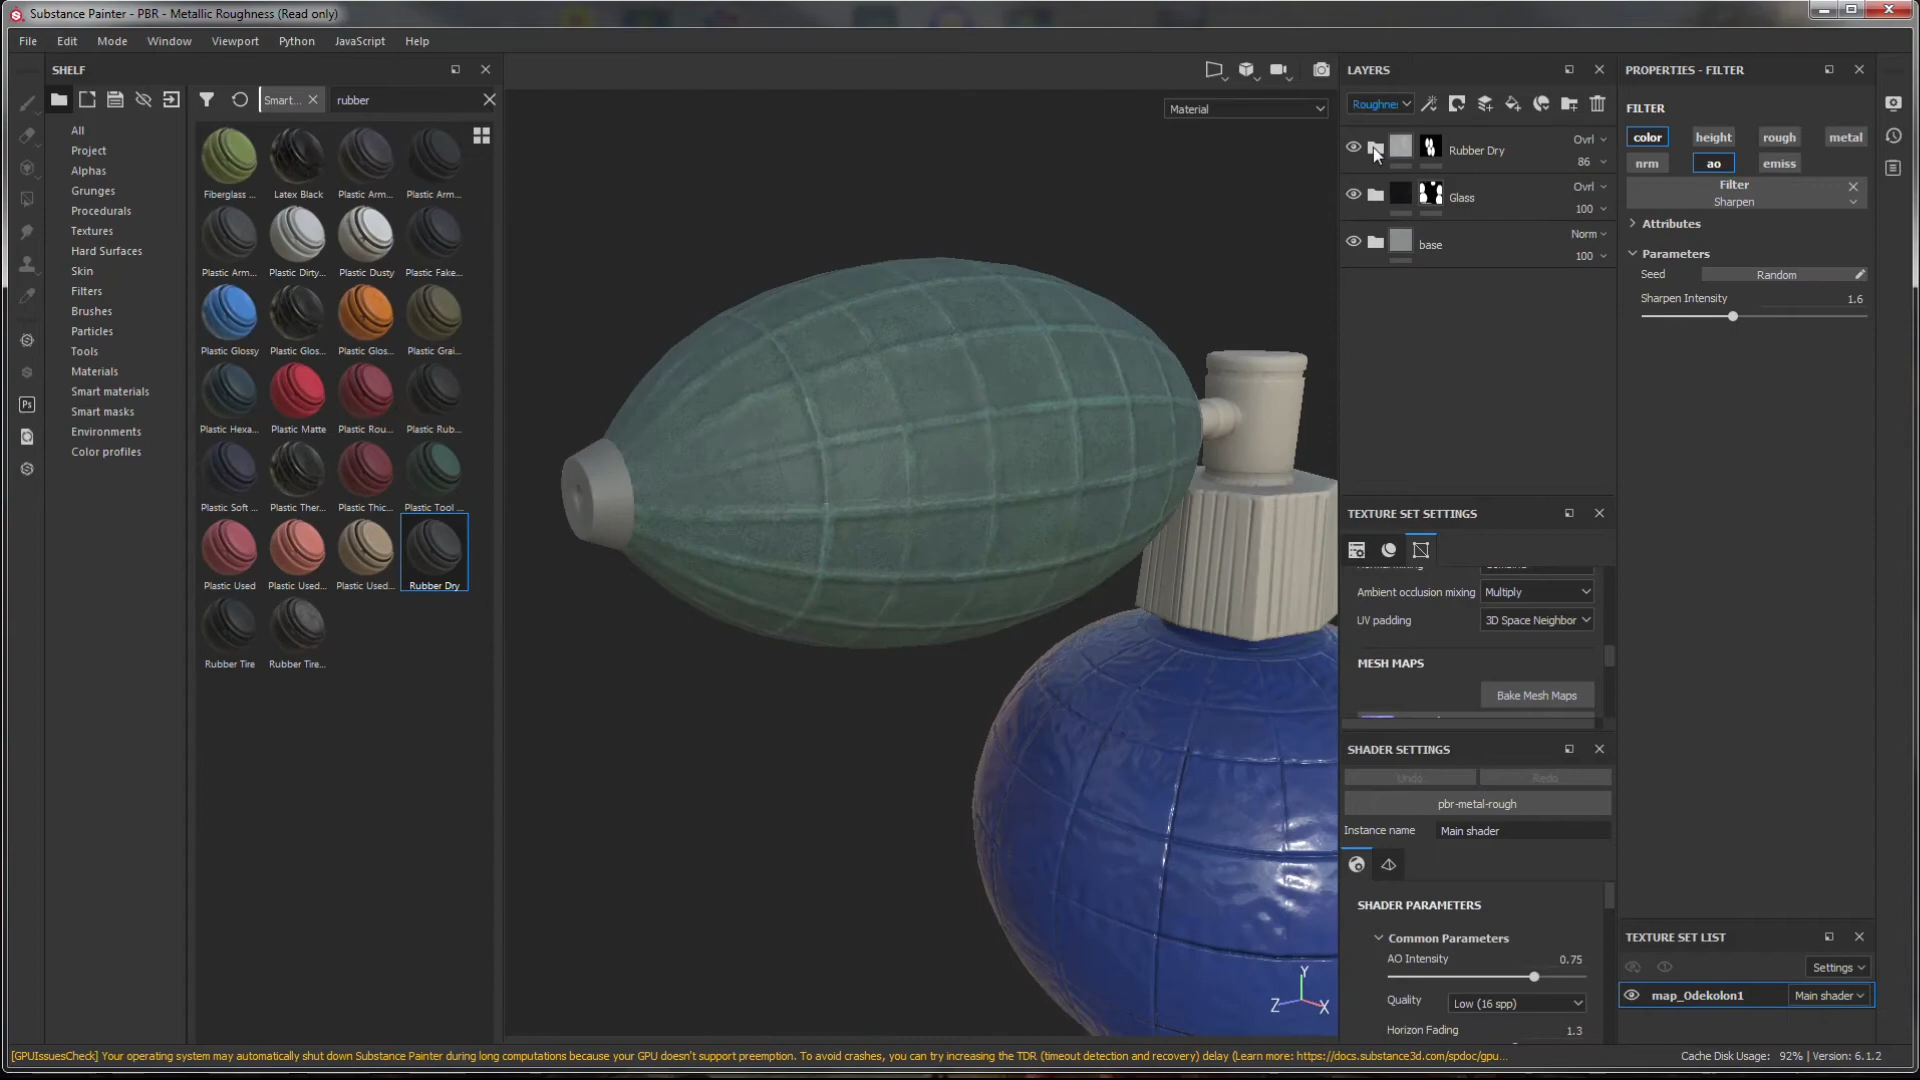 Substance Painter - PBR - Metallic Roughness (Read only)
File Edit Mode Window Viewport Python JavaScript Help
SHELF
Smart...
rubber
All
Project
Alphas
Grunges
Procedurals
Textures
Hard Surfaces
Skin
Filters
Brushes
Particles
Tools
Materials
Smart materials
Smart masks
Environments
Color profiles
Fiberglass ... Latex Black Plastic Arm... Plastic Arm...
Plastic Arm... Plastic Dirty... Plastic Dusty Plastic Fake...
Plastic Glossy Plastic Glos... Plastic Glos... Plastic Grai...
Plastic Hexa... Plastic Matte Plastic Rou... Plastic Rub...
Plastic Soft ... Plastic Ther... Plastic Thic... Plastic Tool ...
Plastic Used Plastic Used... Plastic Used... Rubber Dry
Rubber Tire Rubber Tire...
Material
Y
Z
X
LAYERS
Roughnes
Rubber Dry
Ovrl
86
Glass
Ovrl
100
base
Norm
100
TEXTURE SET SETTINGS
Ambient occlusion mixing Multiply
UV padding 3D Space Neighbor
MESH MAPS
Bake Mesh Maps
SHADER SETTINGS
Undo Redo
pbr-metal-rough
Instance name Main shader
SHADER PARAMETERS
Common Parameters
AO Intensity 0.75
Quality Low (16 spp)
Horizon Fading 1.3
PROPERTIES - FILTER
FILTER
color height rough metal
nrm ao emiss
Filter
Sharpen
Attributes
Parameters
Seed Random
Sharpen Intensity 1.6
TEXTURE SET LIST
Settings
map_Odekolon1 Main shader
Ps
[GPUIssuesCheck] Your operating system may automatically shut down Substance Painter during long computations because your GPU doesn't support preemption. To avoid crashes, you can try increasing the TDR (timeout detection and recovery) delay (Learn more: https://docs.substance3d.com/spdoc/gpu...
Cache Disk Usage: 92% | Version: 6.1.2